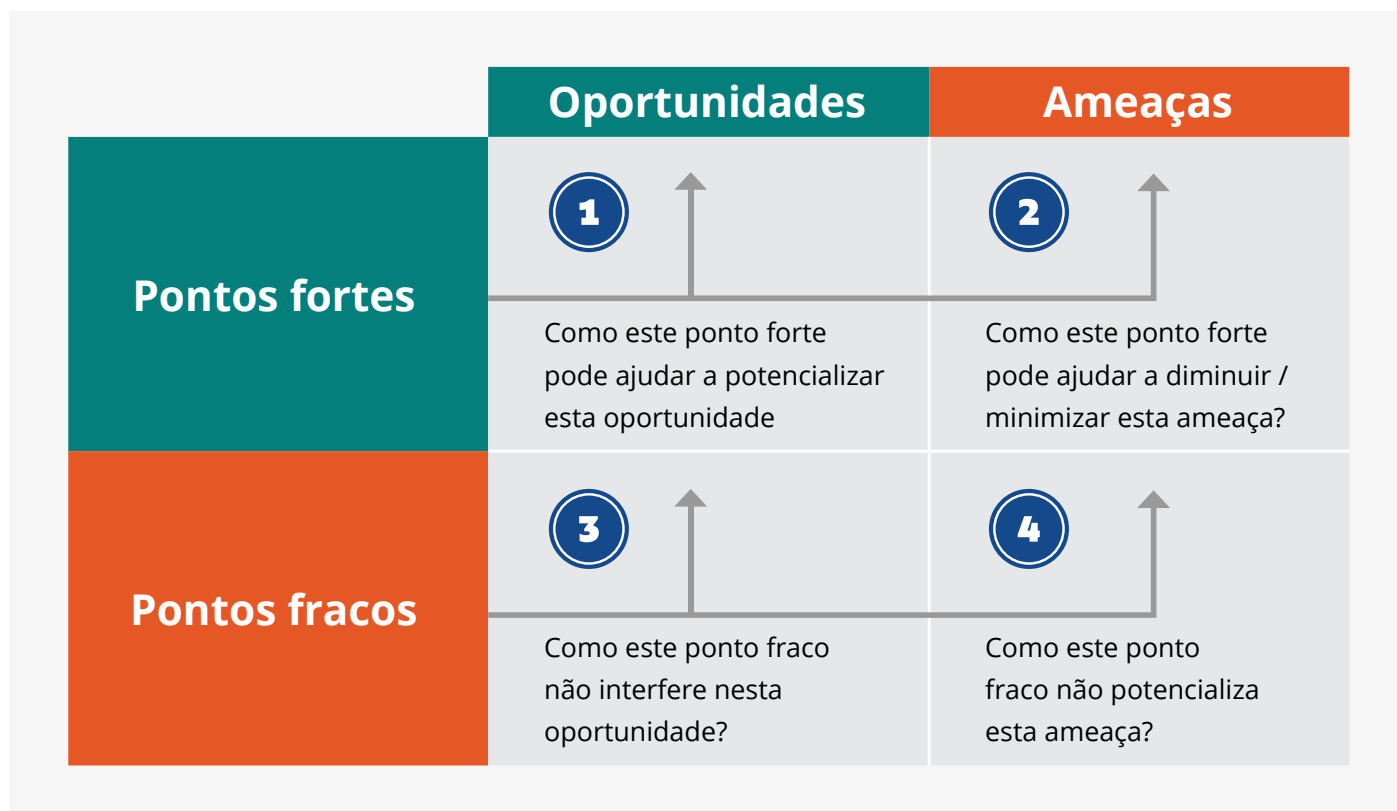 Oportunidades
Ameaças
Pontos fortes
1
Como este ponto forte
pode ajudar a potencializar
esta oportunidade
2
Como este ponto forte
pode ajudar a diminuir /
minimizar esta ameaça?
Pontos fracos
3
Como este ponto fraco
não interfere nesta
oportunidade?
4
Como este ponto
fraco não potencializa
esta ameaça?